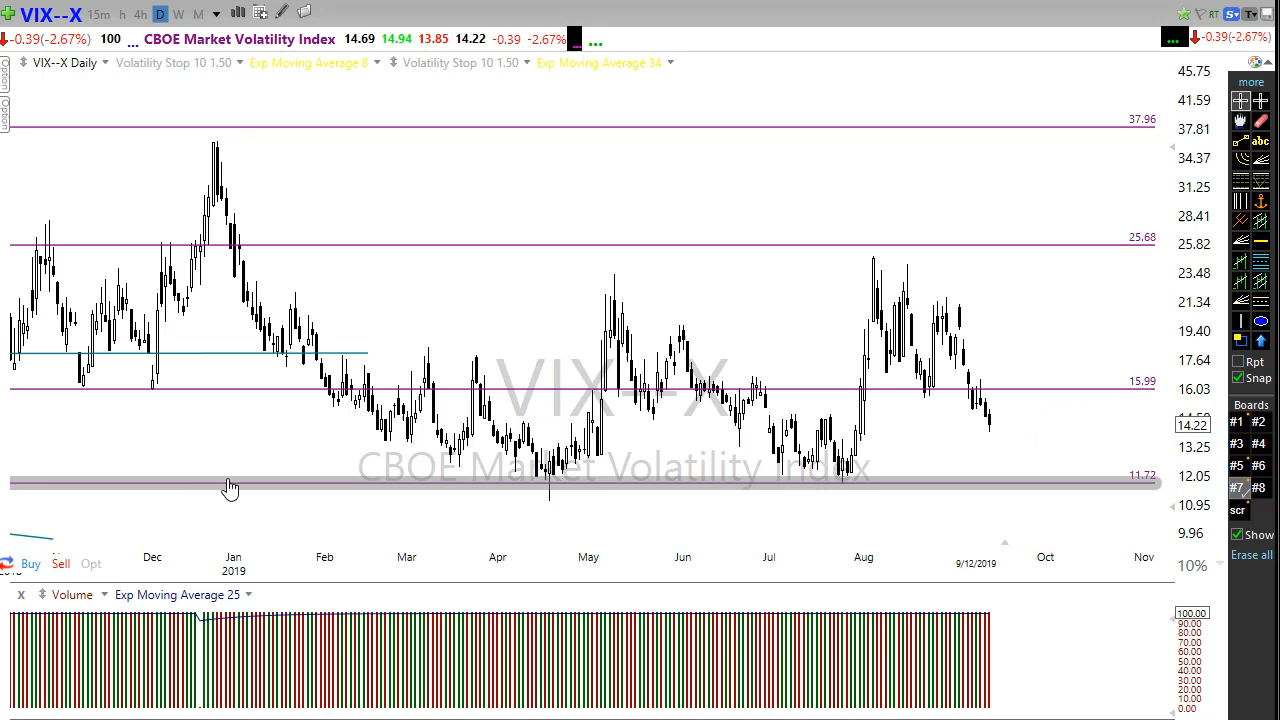 VIX--X 15m h 4h D W M RT S T
-0.39(-2.67%) 100 ... CBOE Market Volatility Index 14.69 14.94 13.85 14.22 -0.39 -2.67% ... ... -0.39(-2.67%)
VIX--X Daily Volatility Stop 10 1.50 Exp Moving Average 8 Volatility Stop 10 1.50 Exp Moving Average 34
Option
Option
45.75
41.59
37.96
37.81
34.37
31.25
28.41
25.68
25.82
23.48
21.34
19.40
17.64
15.99
16.03
14.22
13.25
11.72
12.05
10.95
9.96
10%
VIX--X
CBOE Market Volatility Index
Dec Jan Feb Mar Apr May Jun Jul Aug 9/12/2019 Oct Nov
2019
Buy Sell Opt
x Volume Exp Moving Average 25
100.00
90.00
80.00
70.00
60.00
50.00
40.00
30.00
20.00
10.00
0.00
more
abc
Rpt
Snap
Boards
#1 #2
#3 #4
#5 #6
#7 #8
scr
Show
Erase all